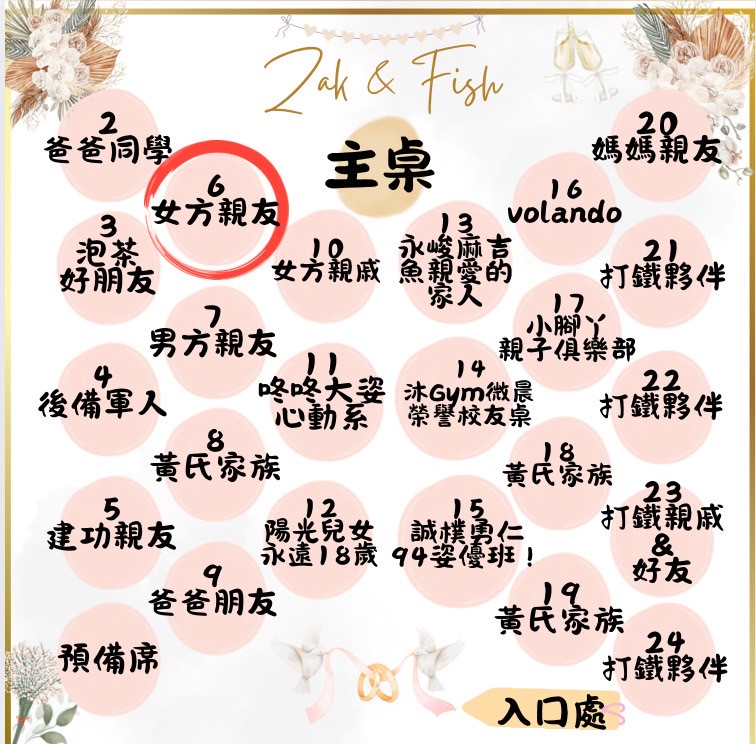 Zak & Fish
主桌
2
爸爸同學
3
泡茶
好朋友
4
後備軍人
5
建功親友
預備席
6
女方親友
7
男方親友
8
黃氏家族
9
爸爸朋友
10
女方親戚
11
咚咚大姿
心動系
12
陽光兒女
永遠18歲
13
永峻麻吉
魚親愛的
家人
14
沐Gym微晨
榮譽校友桌
15
誠樸勇仁
94姿優班！
16
volando
17
小腳丫
親子俱樂部
18
黃氏家族
19
黃氏家族
20
媽媽親友
21
打鐵夥伴
22
打鐵夥伴
23
打鐵親戚
&
好友
24
打鐵夥伴
入口處